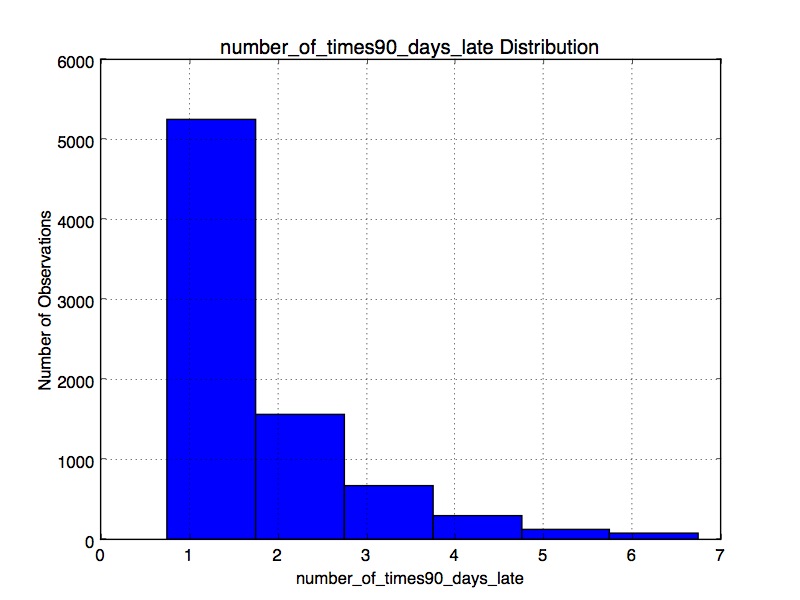 number_of_times90_days_late Distribution
6000
5000
4000
3000
2000
1000
0
Number of Observations
0 1 2 3 4 5 6 7
number_of_times90_days_late